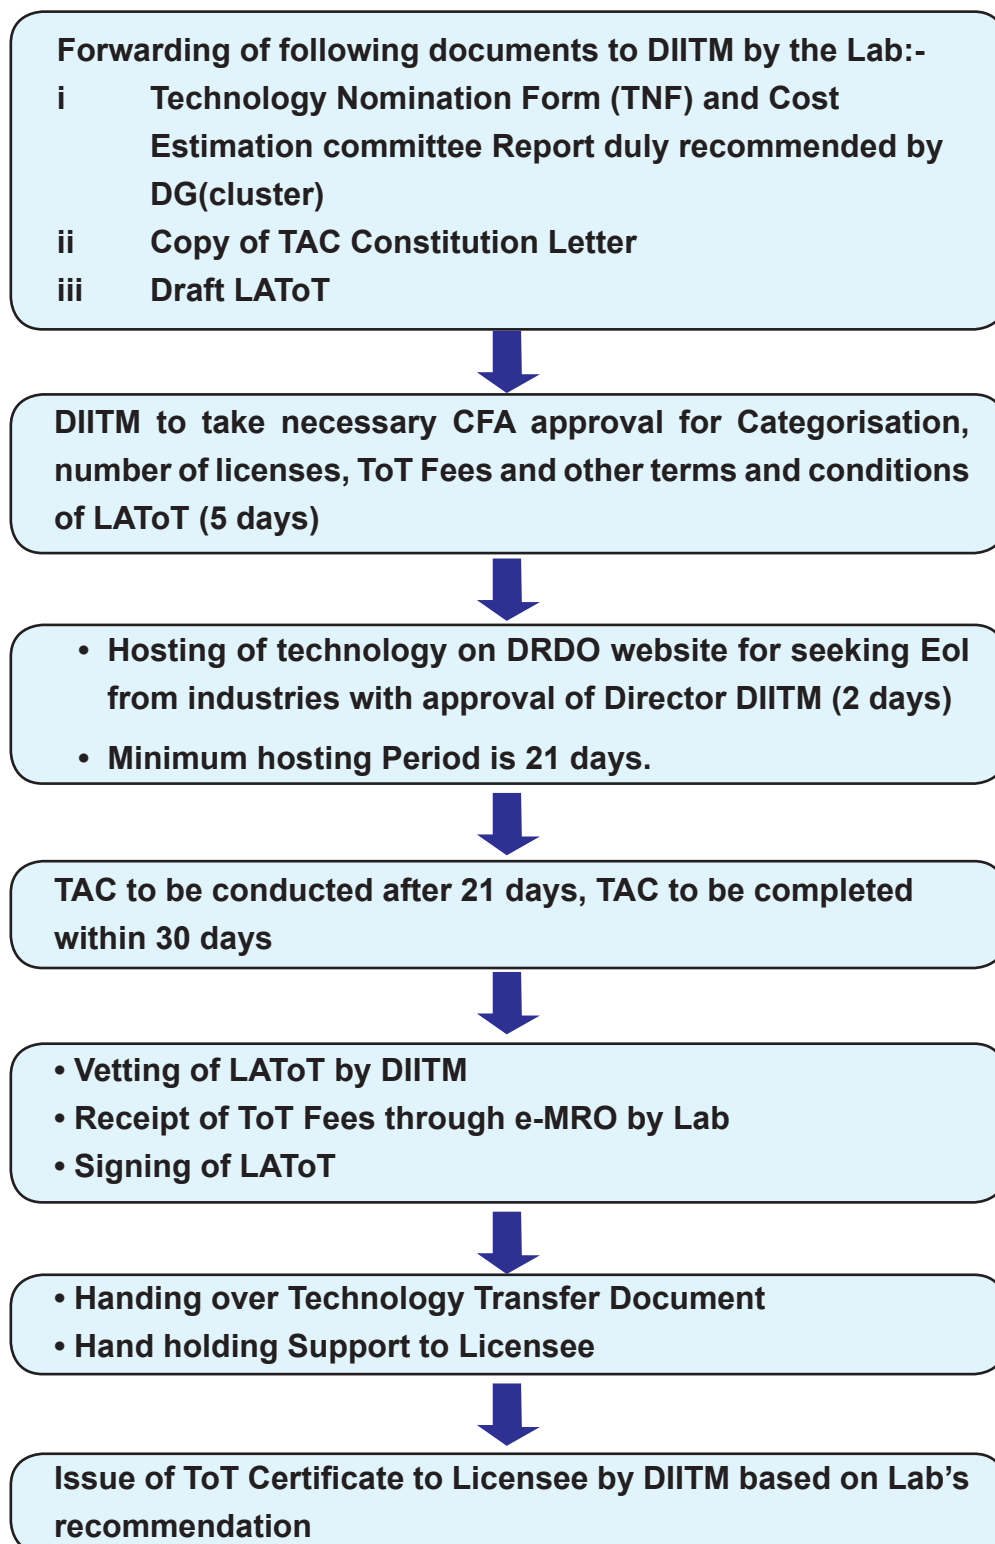 Forwarding of following documents to DIITM by the Lab:-
i Technology Nomination Form (TNF) and Cost
Estimation committee Report duly recommended by
DG(cluster)
ii Copy of TAC Constitution Letter
iii Draft LAToT
DIITM to take necessary CFA approval for Categorisation,
number of licenses, ToT Fees and other terms and conditions
of LAToT (5 days)
• Hosting of technology on DRDO website for seeking EoI
from industries with approval of Director DIITM (2 days)
• Minimum hosting Period is 21 days.
TAC to be conducted after 21 days, TAC to be completed
within 30 days
• Vetting of LAToT by DIITM
• Receipt of ToT Fees through e-MRO by Lab
• Signing of LAToT
• Handing over Technology Transfer Document
• Hand holding Support to Licensee
Issue of ToT Certificate to Licensee by DIITM based on Lab’s
recommendation